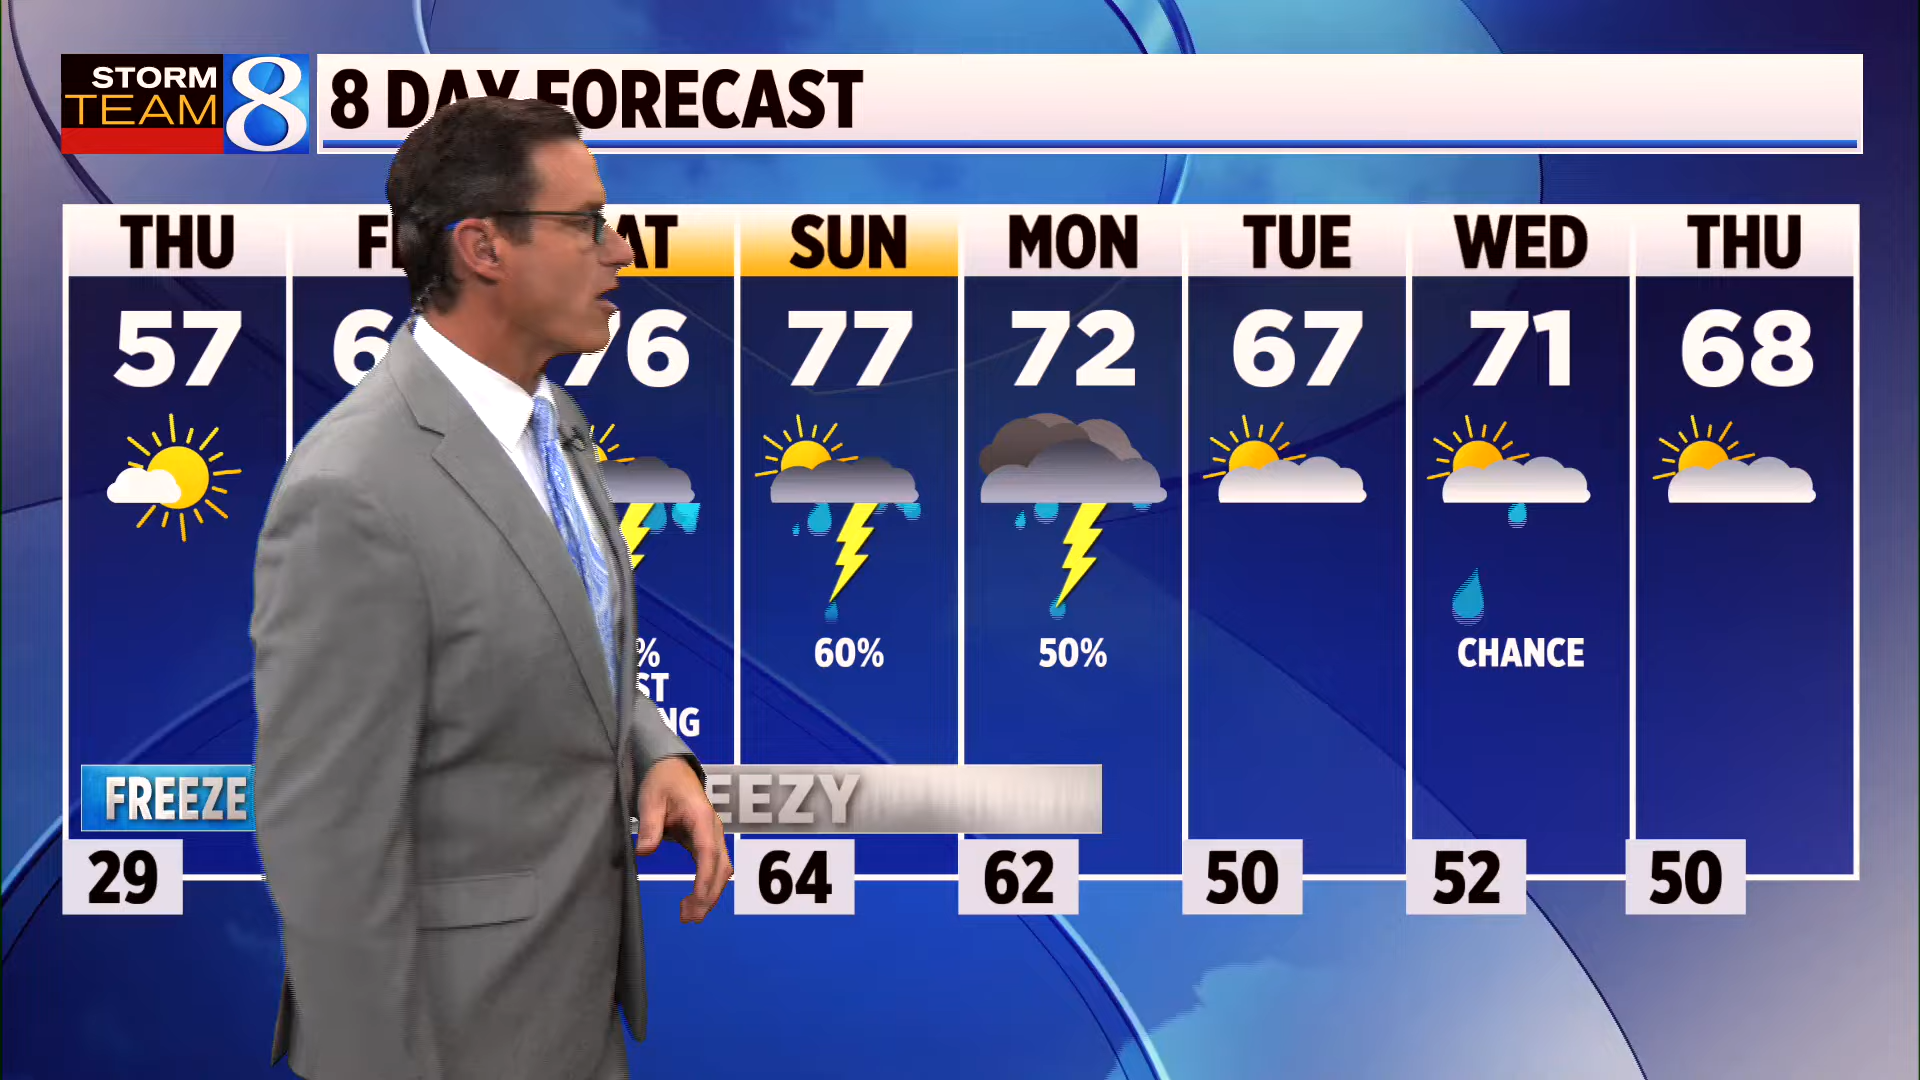 STORM
TEAM 8
8 DAY FORECAST
THU SUN MON TUE WED THU
57 76 77 72 67 71 68
% 60% 50% CHANCE
FREEZE
29 64 62 50 52 50